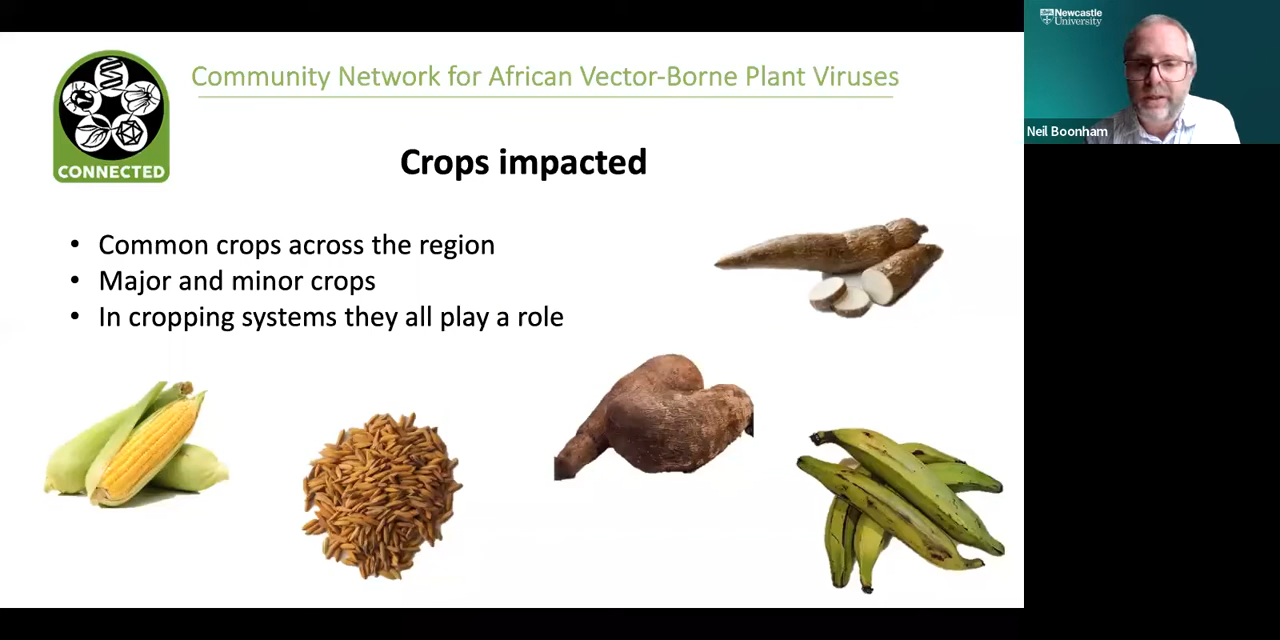 Community Network for African Vector-Borne Plant Viruses
CONNECTED
Crops impacted
• Common crops across the region
• Major and minor crops
• In cropping systems they all play a role
Newcastle
University
Neil Boonham